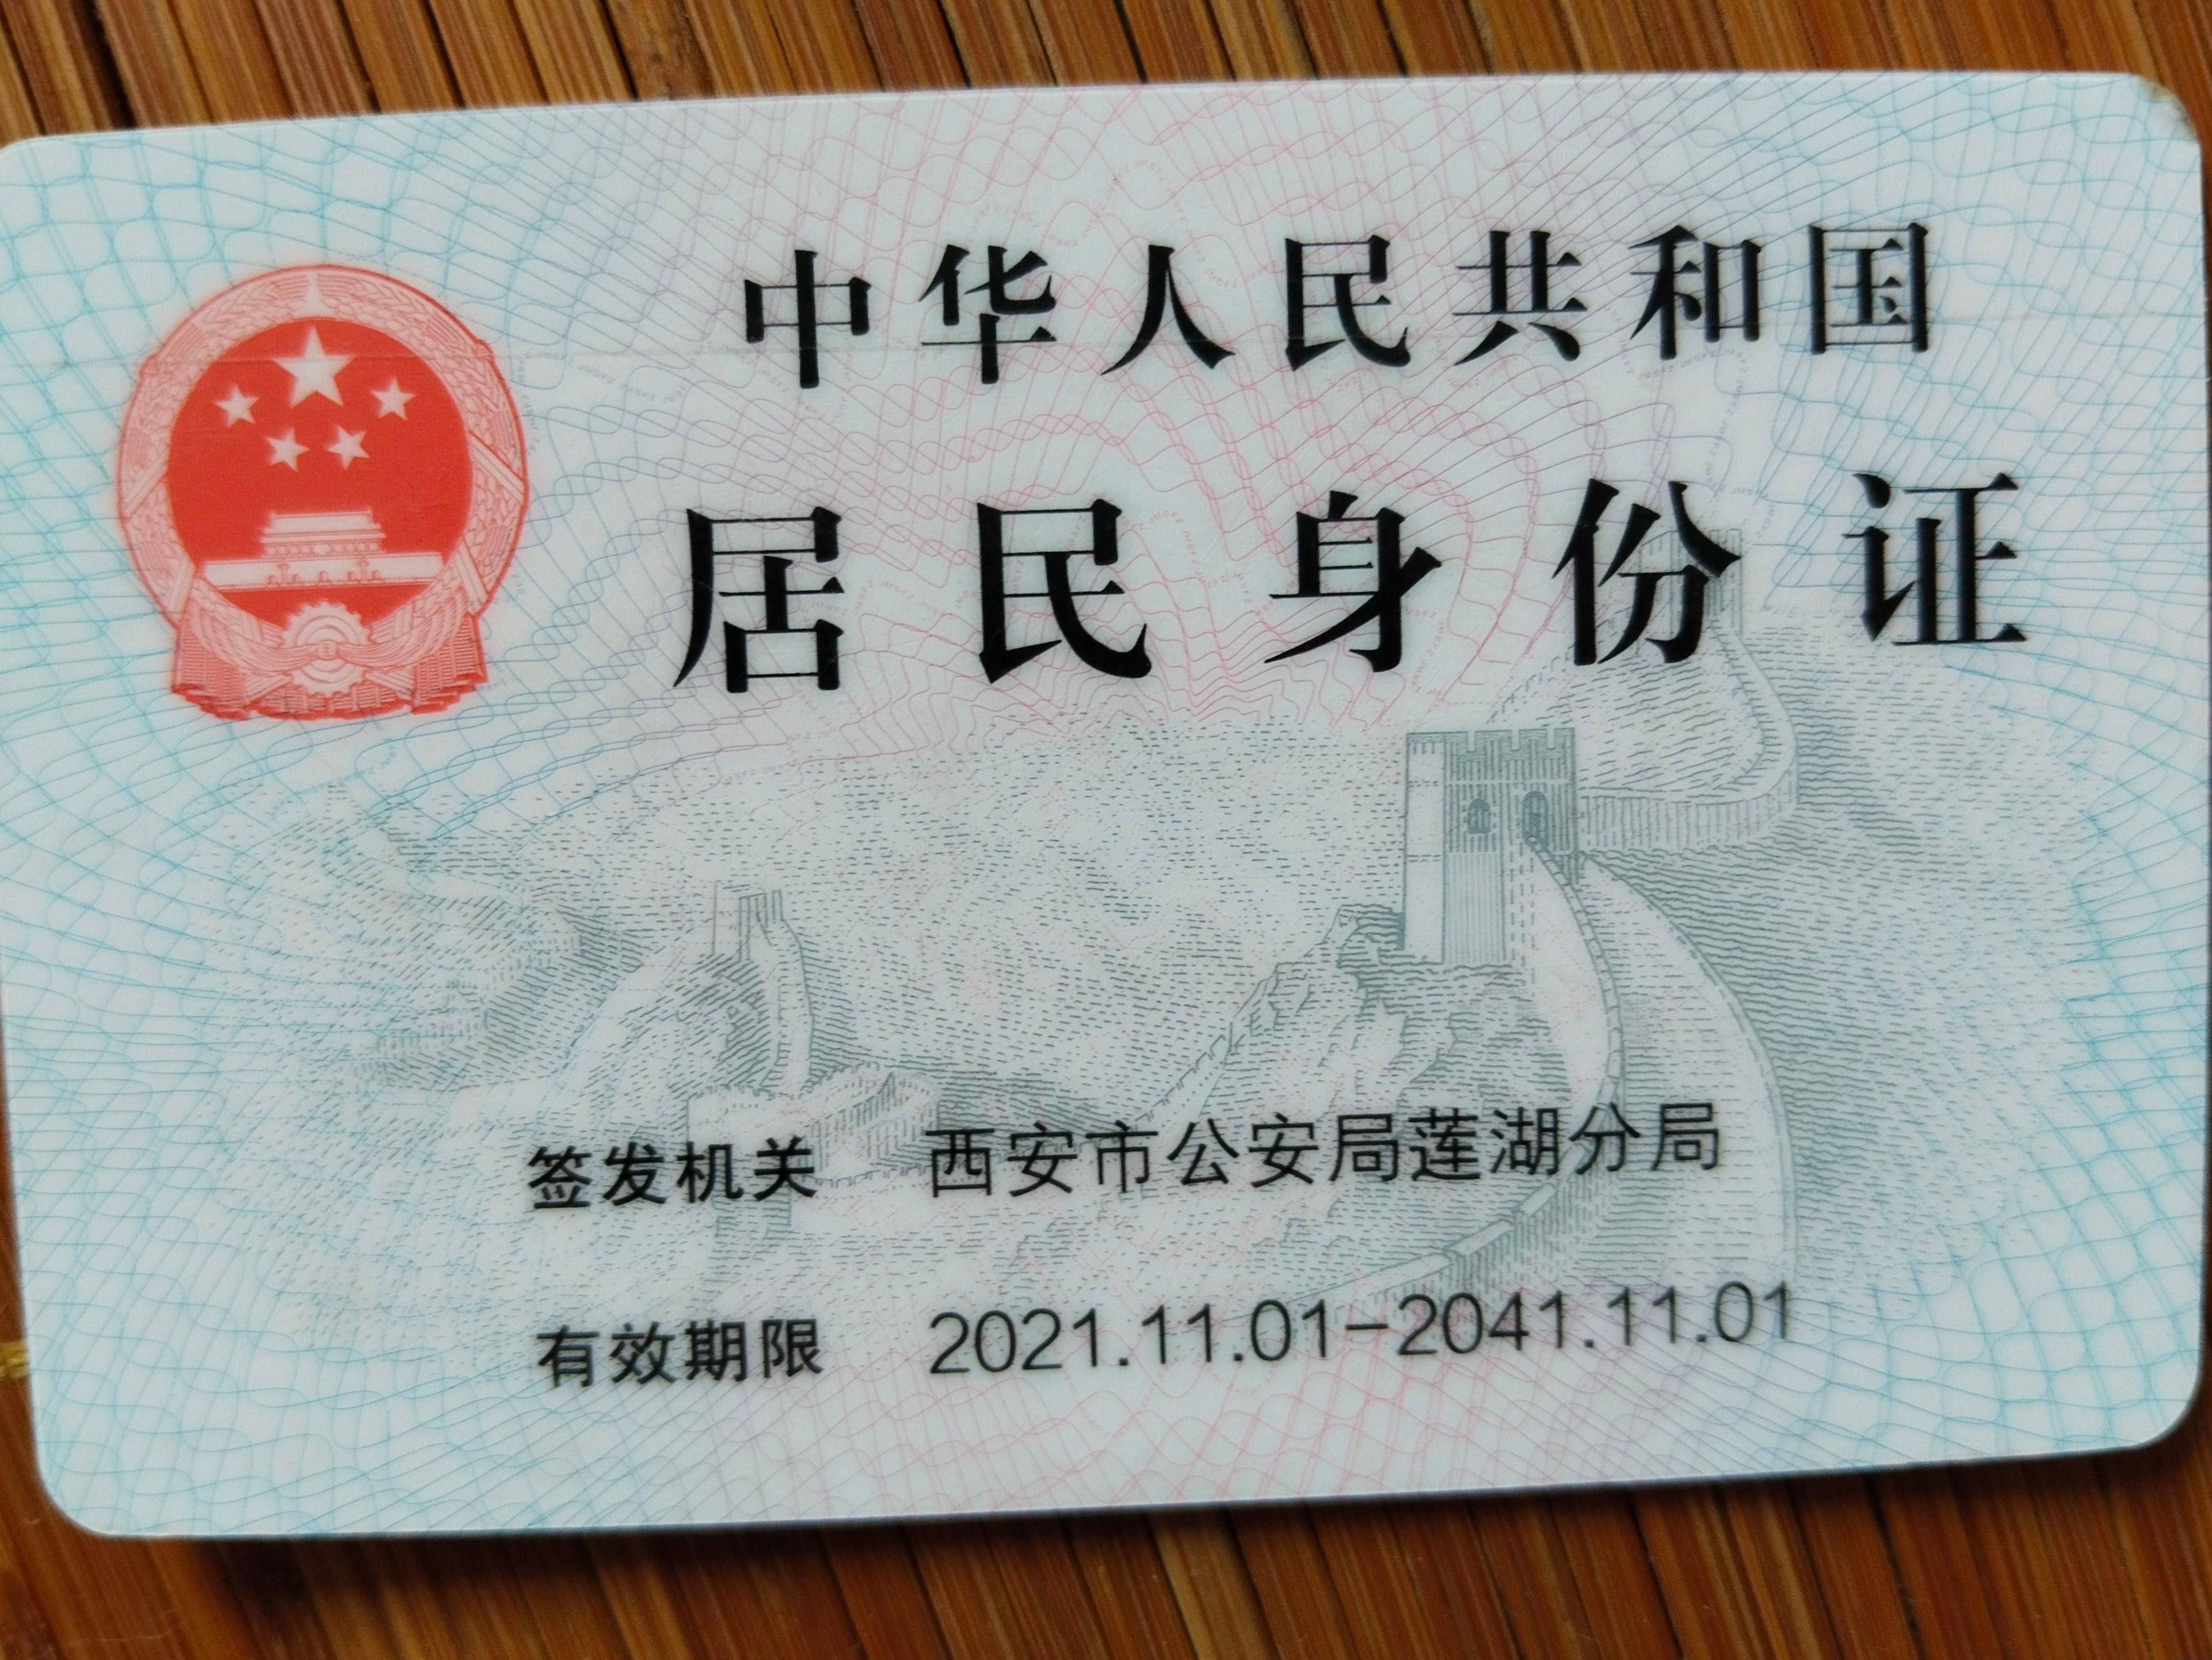 中华人民共和国
居民身份证
签发机关 西安市公安局莲湖分局
有效期限 2021.11.01-2041.11.01